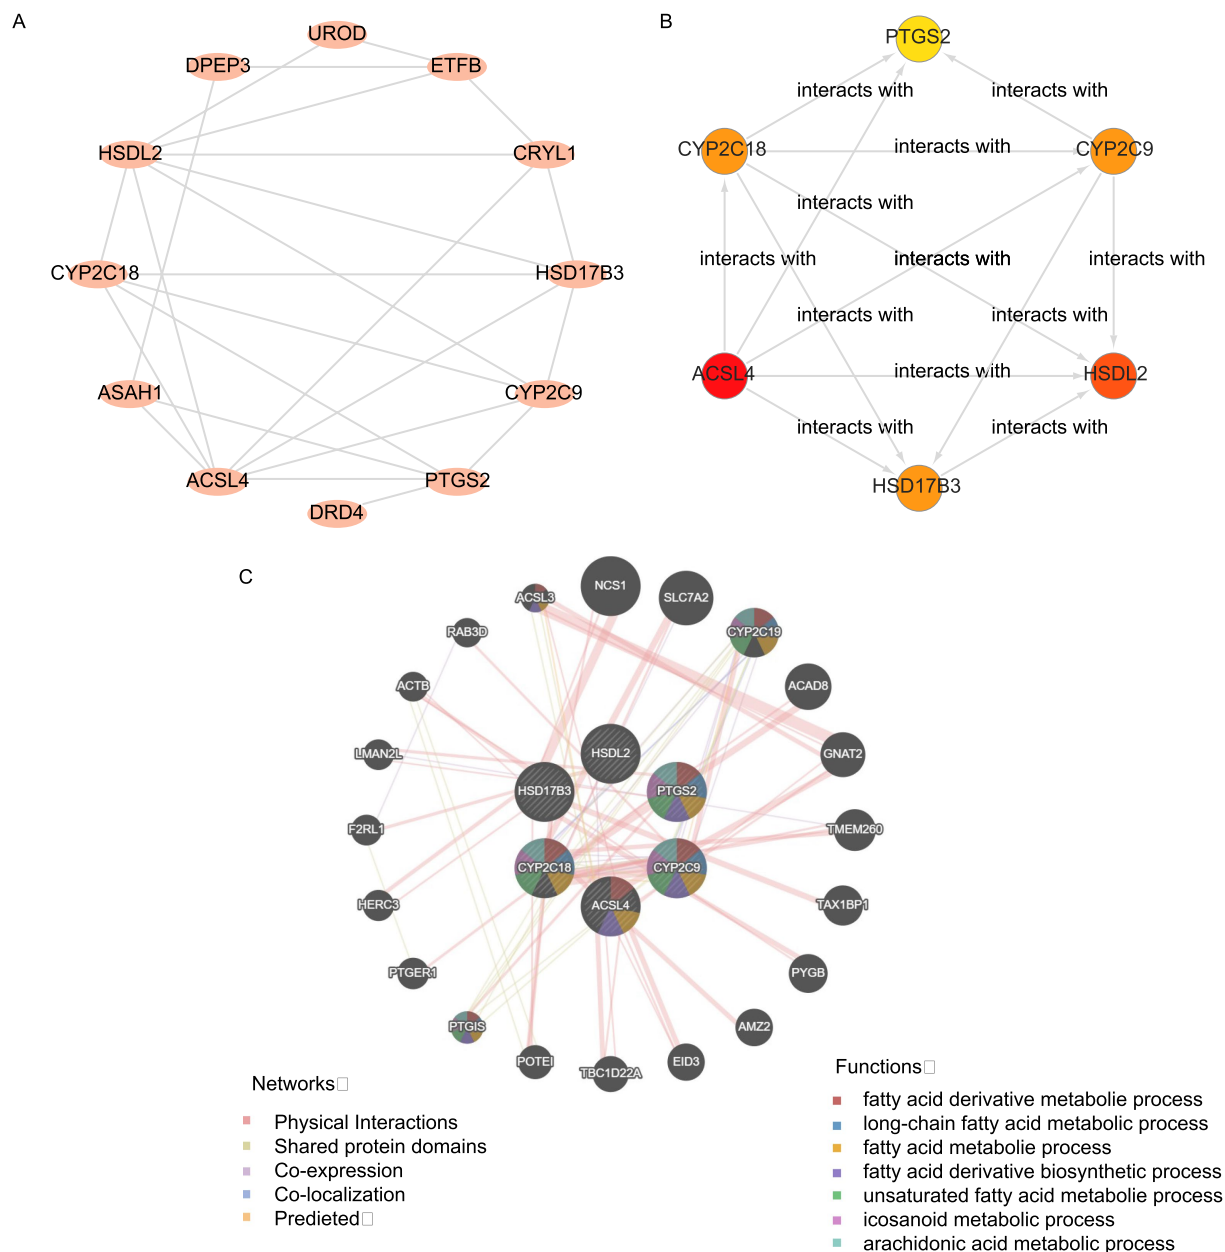 A
UROD
DPEP3
ETFB
HSDL2
CRYL1
CYP2C18
HSD17B3
ASAH1
CYP2C9
ACSL4
PTGS2
DRD4
B
PTGS2
interacts with
interacts with
CYP2C18
interacts with
CYP2C9
interacts with
interacts with
interacts with
interacts with
interacts with
interacts with
interacts with
ACSL4
interacts with
HSDL2
interacts with
interacts with
HSD17B3
C
NCS1
ACSL3
SLC7A2
RAB3D
CYP2C19
ACTB
ACAD8
LMAN2L
HSDL2
GNAT2
HSD17B3
PTGS2
F2RL1
TMEM260
CYP2C18
CYP2C9
HERC3
ACSL4
TAX1BP1
PTGER1
PYGB
PTGIS
AMZ2
POTEI
TBC1D22A
EID3
Networks
Physical Interactions
Shared protein domains
Co-expression
Co-localization
Predieted
Functions
fatty acid derivative metabolie process
long-chain fatty acid metabolic process
fatty acid metabolie process
fatty acid derivative biosynthetic process
unsaturated fatty acid metabolie process
icosanoid metabolic process
arachidonic acid metabolic process